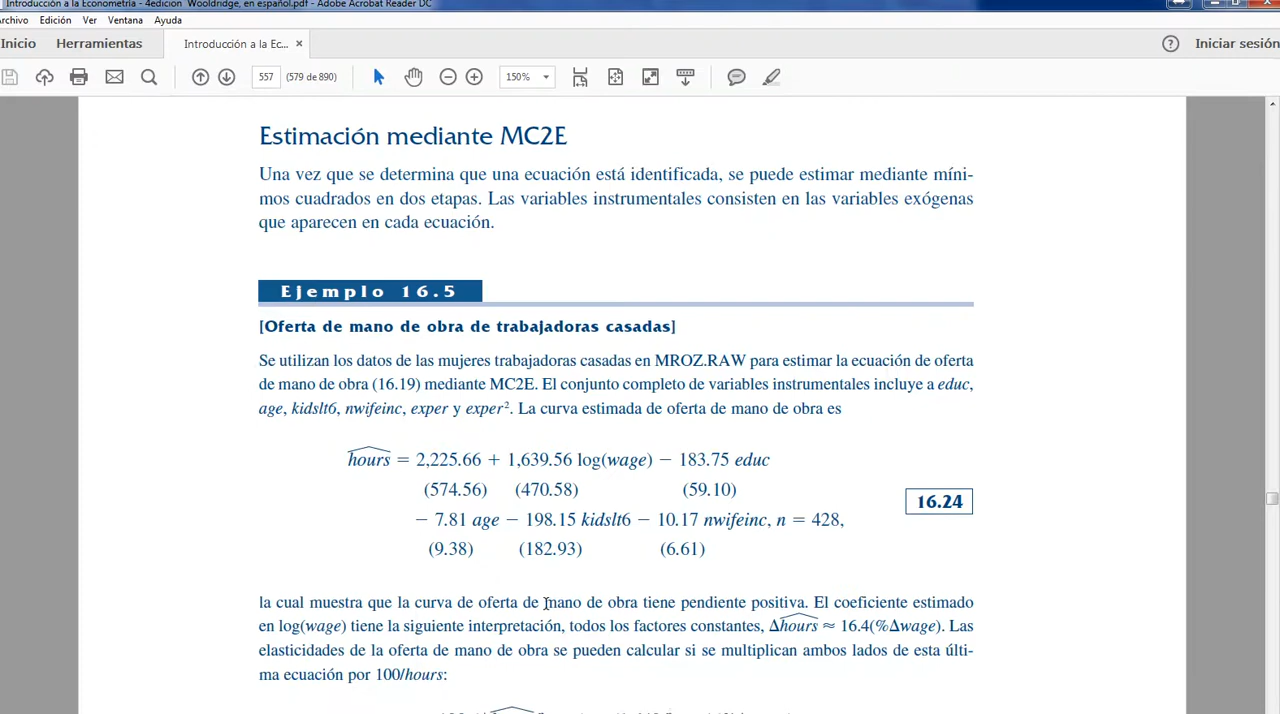 Introducción a la Econometría - 4edicion Wooldridge, en español.pdf - Adobe Acrobat Reader DC
Archivo Edición Ver Ventana Ayuda
Inicio Herramientas Introducción a la Ec... × ? Iniciar sesión
557 (579 de 890) 150%
Estimación mediante MC2E
Una vez que se determina que una ecuación está identificada, se puede estimar mediante míni-
mos cuadrados en dos etapas. Las variables instrumentales consisten en las variables exógenas
que aparecen en cada ecuación.
Ejemplo 16.5
[Oferta de mano de obra de trabajadoras casadas]
Se utilizan los datos de las mujeres trabajadoras casadas en MROZ.RAW para estimar la ecuación de oferta
de mano de obra (16.19) mediante MC2E. El conjunto completo de variables instrumentales incluye a educ,
age, kidslt6, nwifeinc, exper y exper². La curva estimada de oferta de mano de obra es
hours = 2,225.66 + 1,639.56 log(wage) − 183.75 educ
(574.56) (470.58) (59.10)
16.24
− 7.81 age − 198.15 kidslt6 − 10.17 nwifeinc, n = 428,
(9.38) (182.93) (6.61)
la cual muestra que la curva de oferta de mano de obra tiene pendiente positiva. El coeficiente estimado
en log(wage) tiene la siguiente interpretación, todos los factores constantes, Δhours ≈ 16.4(%Δwage). Las
elasticidades de la oferta de mano de obra se pueden calcular si se multiplican ambos lados de esta últi-
ma ecuación por 100/hours: